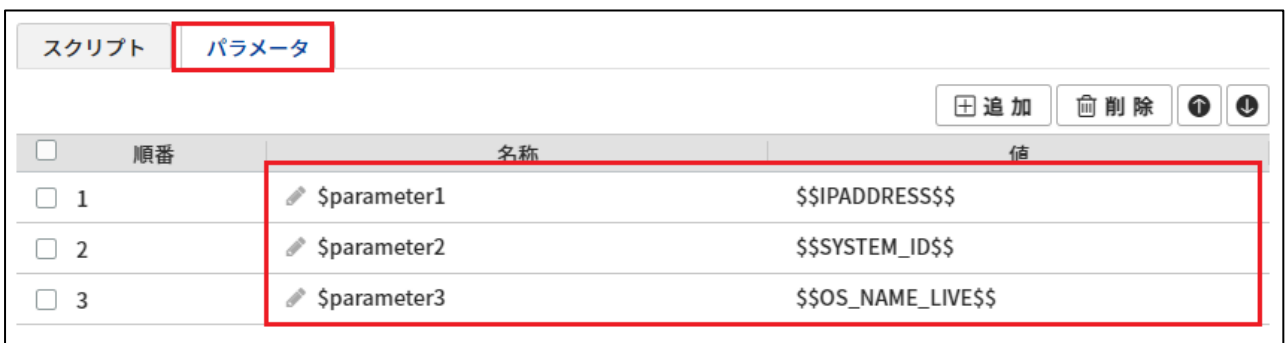 スクリプト パラメータ
追加 削除
順番 名称 値
1 $parameter1 $$IPADDRESS$$
2 $parameter2 $$SYSTEM_ID$$
3 $parameter3 $$OS_NAME_LIVE$$